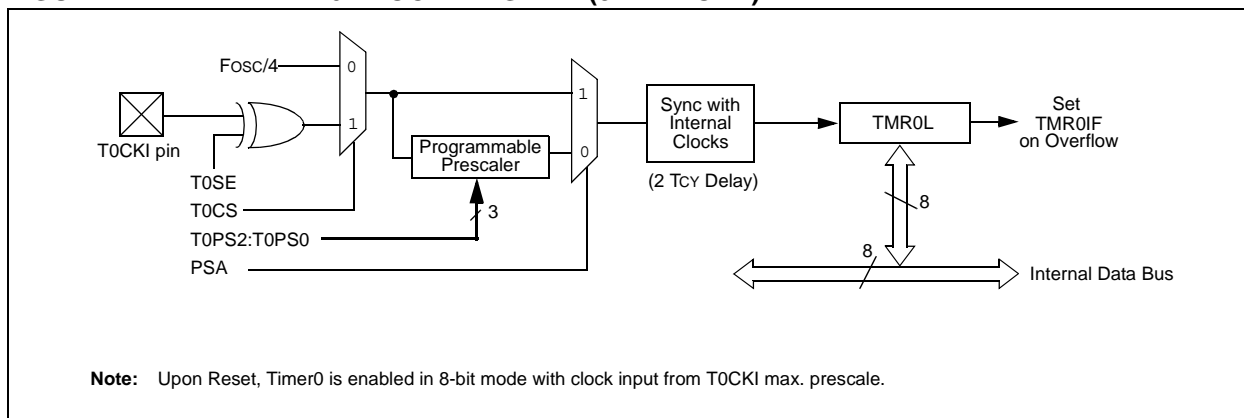 FOSC/4
0
1
T0CKI pin
T0SE
T0CS
T0PS2:T0PS0
PSA
Programmable
Prescaler
3
1
0
Sync with
Internal
Clocks
(2 TCY Delay)
TMR0L
Set
TMR0IF
on Overflow
8
8
Internal Data Bus
Note: Upon Reset, Timer0 is enabled in 8-bit mode with clock input from T0CKI max. prescale.